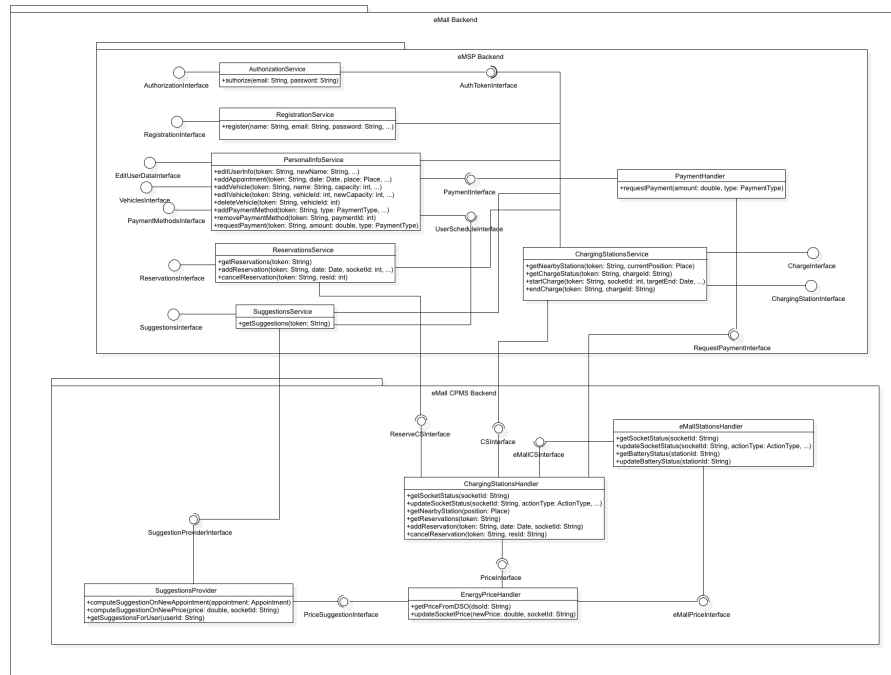 eMall Backend
eMSP Backend
AuthorizationService
+authorize(email: String, password: String)
AuthorizationInterface
AuthTokenInterface
RegistrationService
+register(name: String, email: String, password: String, ...)
RegistrationInterface
PersonalInfoService
+editUserInfo(token: String, newName: String, ...)
+addAppointment(token: String, date: Date, place: Place, ...)
+addVehicle(token: String, name: String, capacity: int, ...)
+editVehicle(token: String, vehicleId: int, newCapacity: int, ...)
+deleteVehicle(token: String, vehicleId: int)
+addPaymentMethod(token: String, type: PaymentType, ...)
+removePaymentMethod(token: String, paymentId: int)
+requestPayment(token: String, amount: double, type: PaymentType)
EditUserDataInterface
VehiclesInterface
PaymentMethodsInterface
PaymentInterface
UserScheduleInterface
PaymentHandler
+requestPayment(amount: double, type: PaymentType)
ReservationsService
+getReservations(token: String)
+addReservation(token: String, date: Date, socketId: int, ...)
+cancelReservation(token: String, resId: int)
ReservationsInterface
ChargingStationsService
+getNearbyStations(token: String, currentPosition: Place)
+getChargeStatus(token: String, chargeId: String)
+startCharge(token: String, socketId: int, targetEnd: Date, ...)
+endCharge(token: String, chargeId: String)
ChargeInterface
ChargingStationInterface
SuggestionsService
+getSuggestions(token: String)
SuggestionsInterface
RequestPaymentInterface
eMall CPMS Backend
ReserveCSInterface
CSInterface
eMallCSInterface
eMallStationsHandler
+getSocketStatus(socketId: String)
+updateSocketStatus(socketId: String, actionType: ActionType, ...)
+getBatteryStatus(stationId: String)
+updateBatteryStatus(stationId: String)
ChargingStationsHandler
+getSocketStatus(socketId: String)
+updateSocketStatus(socketId: String, actionType: ActionType, ...)
+getNearbyStation(position: Place)
+getReservations(token: String)
+addReservation(token: String, date: Date, socketId: String)
+cancelReservation(token: String, resId: String)
SuggestionProviderInterface
PriceInterface
SuggestionsProvider
+computeSuggestionOnNewAppointment(appointment: Appointment)
+computeSuggestionOnNewPrice(price: double, socketId: String)
+getSuggestionsForUser(userId: String)
PriceSuggestionInterface
EnergyPriceHandler
+getPriceFromDSO(dsoId: String)
+updateSocketPrice(newPrice: double, socketId: String)
eMallPriceInterface